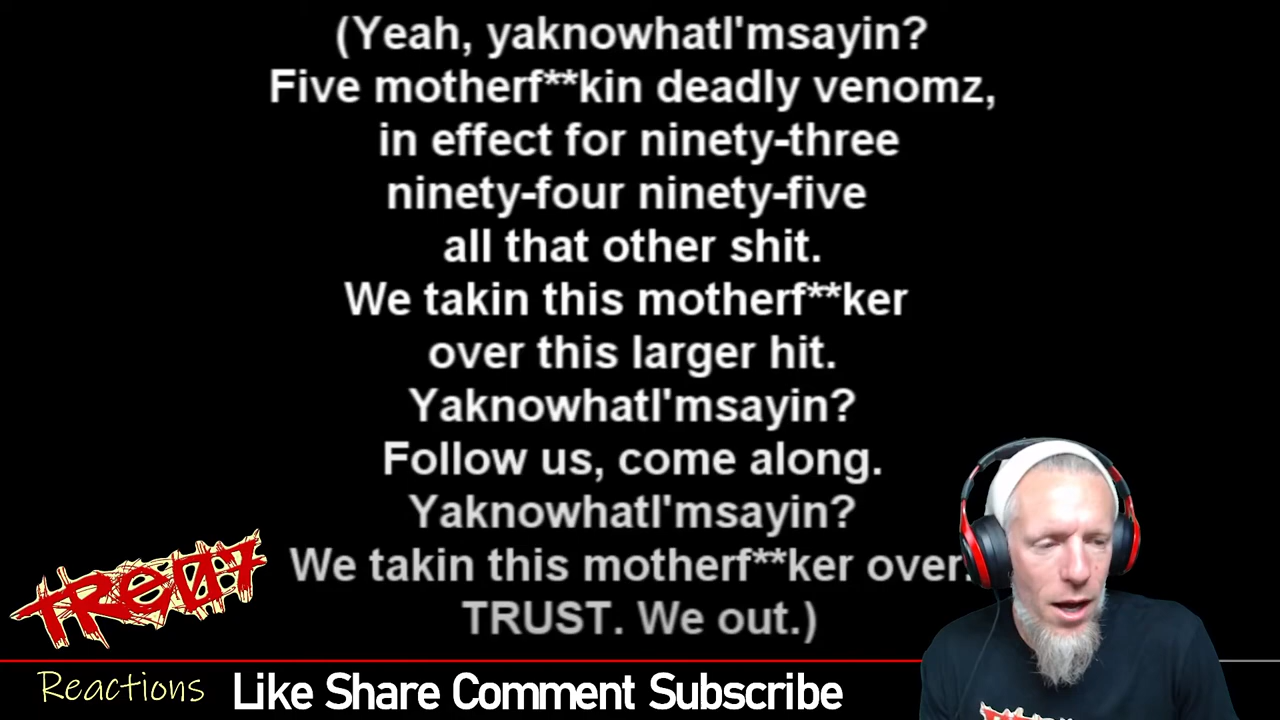 (Yeah, yaknowhatI'msayin?
Five motherf**kin deadly venomz,
in effect for ninety-three
ninety-four ninety-five
all that other shit.
We takin this motherf**ker
over this larger hit.
YaknowhatI'msayin?
Follow us, come along.
YaknowhatI'msayin?
We takin this motherf**ker over.
TRUST. We out.)
TRE07
Reactions Like Share Comment Subscribe